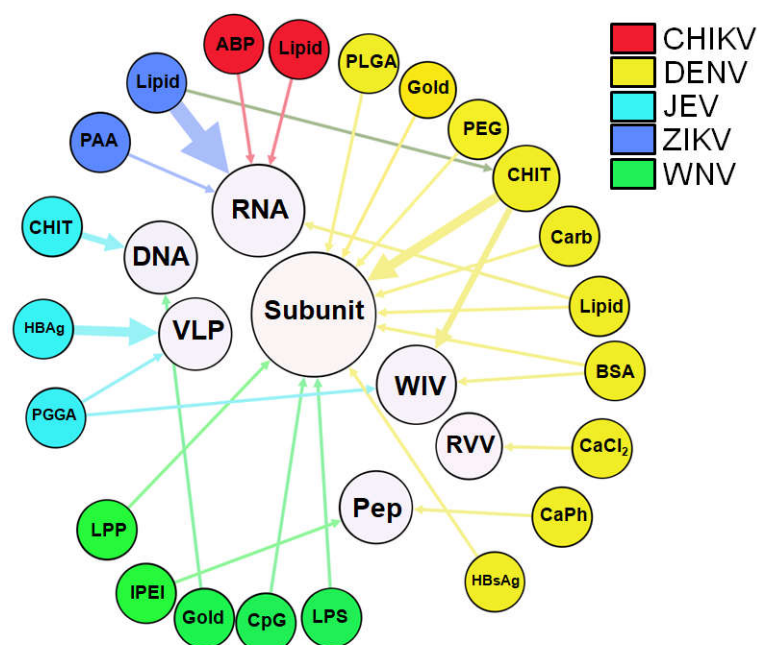 ABP
Lipid
CHIKV
DENV
JEV
ZIKV
WNV
Lipid
PLGA
Gold
PEG
PAA
CHIT
RNA
CHIT
Carb
DNA
Subunit
Lipid
HBAg
VLP
BSA
WIV
PGGA
RVV
CaCl₂
Pep
CaPh
LPP
HBsAg
IPEI
Gold
CpG
LPS